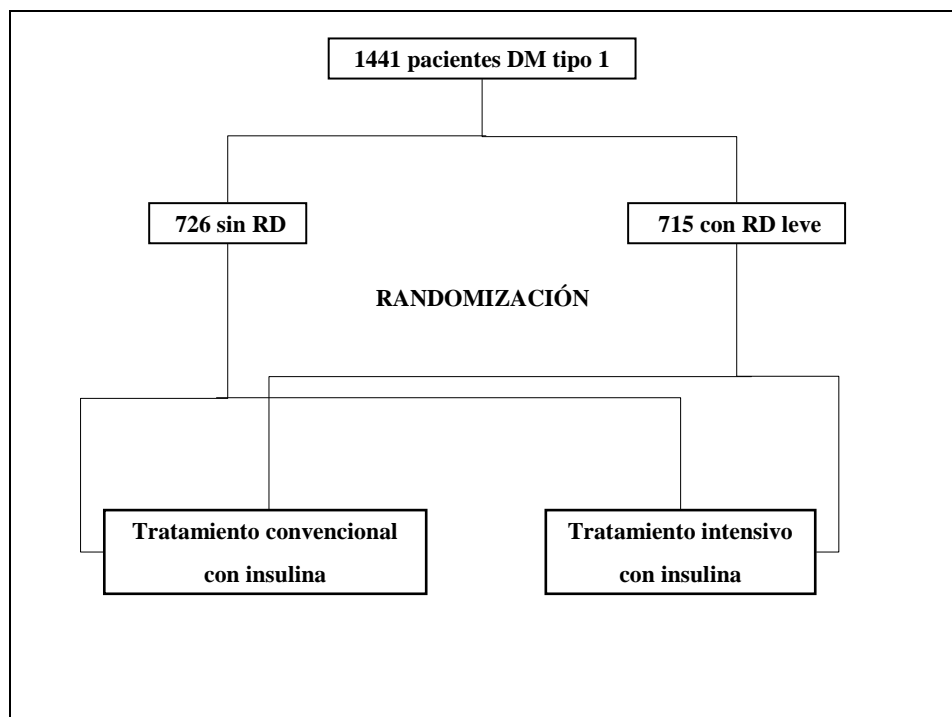 1441 pacientes DM tipo 1
726 sin RD
715 con RD leve
RANDOMIZACIÓN
Tratamiento convencional
con insulina
Tratamiento intensivo
con insulina